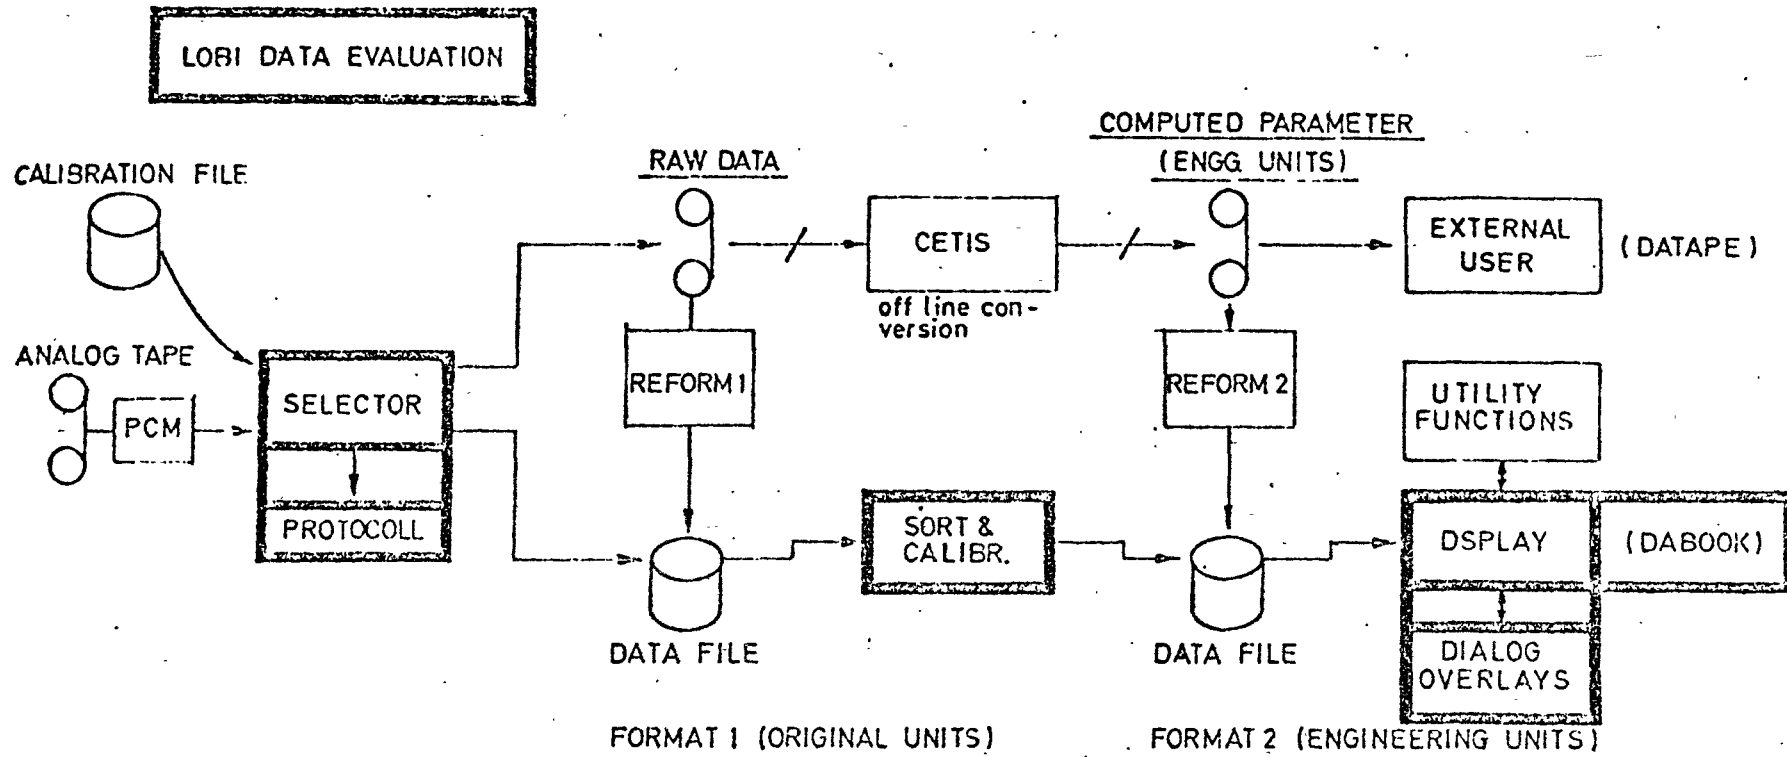 LOBI DATA EVALUATION
CALIBRATION FILE
RAW DATA
COMPUTED PARAMETER
(ENGG. UNITS)
CETIS
off line con-
version
EXTERNAL
USER
(DATAPE)
ANALOG TAPE
PCM
SELECTOR
PROTOCOLL
REFORM 1
REFORM 2
UTILITY
FUNCTIONS
SORT &
CALIBR.
DSPLAY
(DABOOK)
DIALOG
OVERLAYS
DATA FILE
DATA FILE
FORMAT 1 (ORIGINAL UNITS)
FORMAT 2 (ENGINEERING UNITS)